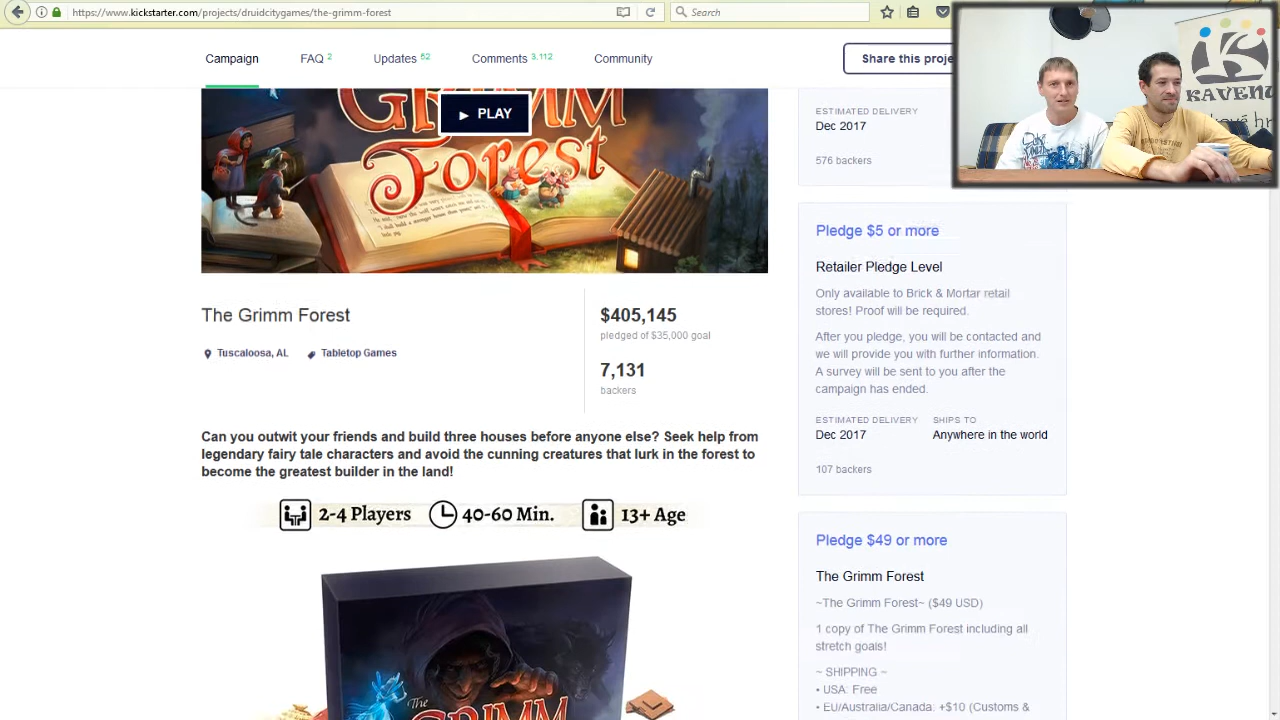 https://www.kickstarter.com/projects/druidcitygames/the-grimm-forest
Search
Campaign
FAQ 2
Updates 62
Comments 3,112
Community
Share this proje
GRIMM
Forest
PLAY
The Grimm Forest
Tuscaloosa, AL
Tabletop Games
$405,145
pledged of $35,000 goal
7,131
backers
Can you outwit your friends and build three houses before anyone else? Seek help from
legendary fairy tale characters and avoid the cunning creatures that lurk in the forest to
become the greatest builder in the land!
2-4 Players
40-60 Min.
13+ Age
The
GRIMM
ESTIMATED DELIVERY
Dec 2017
576 backers
Pledge $5 or more
Retailer Pledge Level
Only available to Brick & Mortar retail
stores! Proof will be required.
After you pledge, you will be contacted and
we will provide you with further information.
A survey will be sent to you after the
campaign has ended.
ESTIMATED DELIVERY
SHIPS TO
Dec 2017
Anywhere in the world
107 backers
Pledge $49 or more
The Grimm Forest
~The Grimm Forest~ ($49 USD)
1 copy of The Grimm Forest including all
stretch goals!
~ SHIPPING ~
• USA: Free
• EU/Australia/Canada: +$10 (Customs &
KAVENU